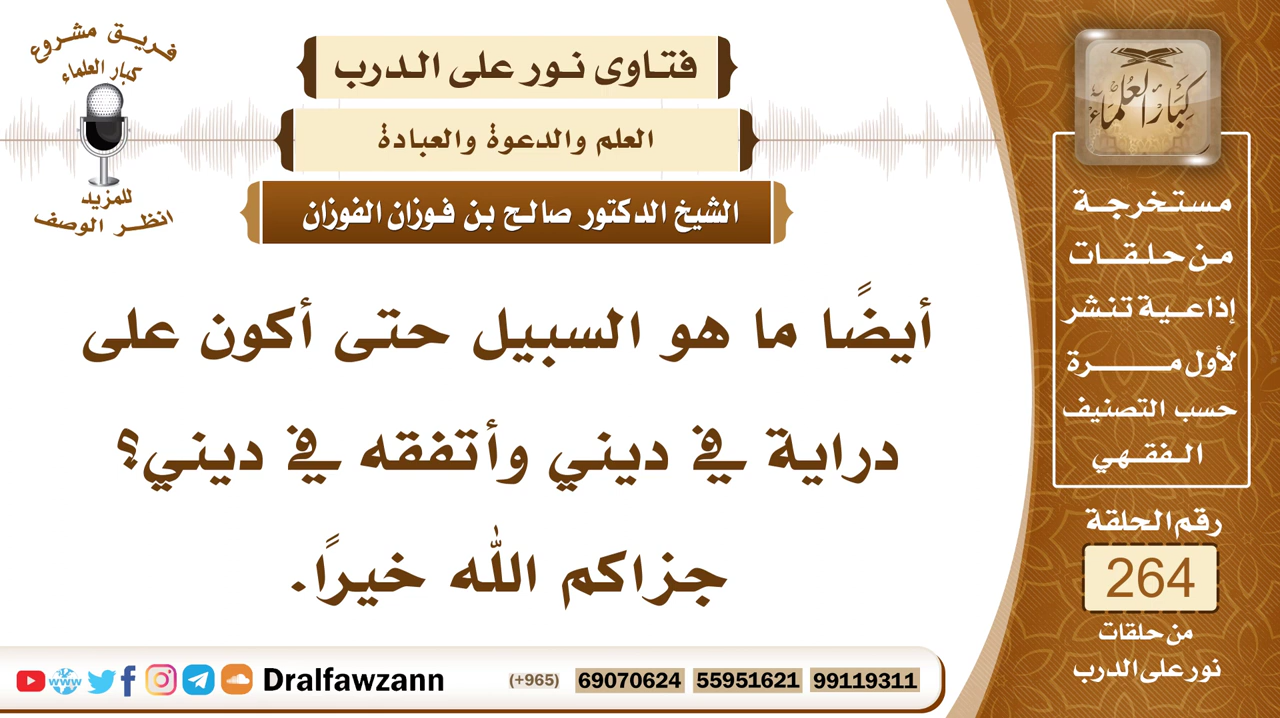 فريق مشروع
كبار العلماء
للمزيد
انظر الوصف
فتاوى نور على الدرب
العلم والدعوة والعبادة
الشيخ الدكتور صالح بن فوزان الفوزان
أيضًا ما هو السبيل حتى أكون على
دراية في ديني وأتفقه في ديني؟
جزاكم الله خيرًا.
كبار العلماء
مستخرجة
من حلقات
إذاعية تنشر
لأول مرة
حسب التصنيف
الفقهي
رقم الحلقة
264
من حلقات
نور على الدرب
www Dralfawzann (+965) 69070624 55951621 99119311